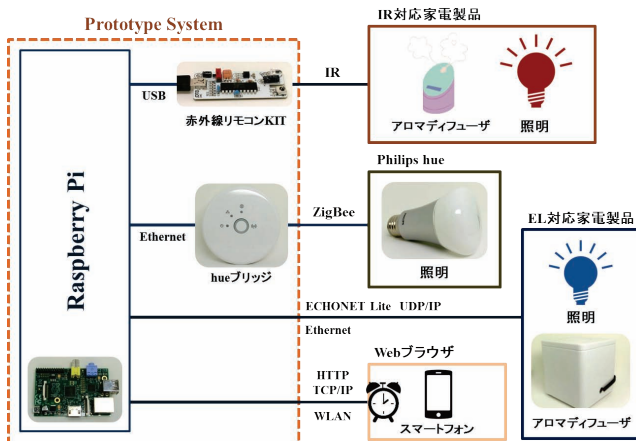 Prototype System
IR対応家電製品
Raspberry Pi
USB
赤外線リモコンKIT
IR
アロマディフューザ
照明
Philips hue
Ethernet
hueブリッジ
ZigBee
照明
EL対応家電製品
照明
アロマディフューザ
ECHONET Lite UDP/IP
Ethernet
Webブラウザ
HTTP
TCP/IP
WLAN
スマートフォン